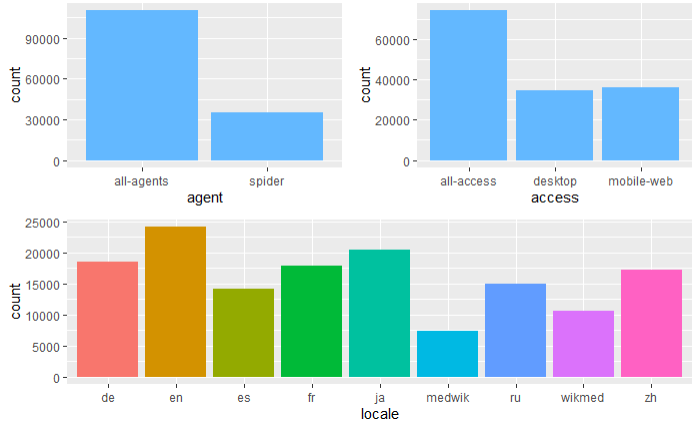 count
90000
60000
30000
0
all-agents spider
agent
count
60000
40000
20000
0
all-access desktop mobile-web
access
count
25000
20000
15000
10000
5000
0
de en es fr ja medwik ru wikmed zh
locale